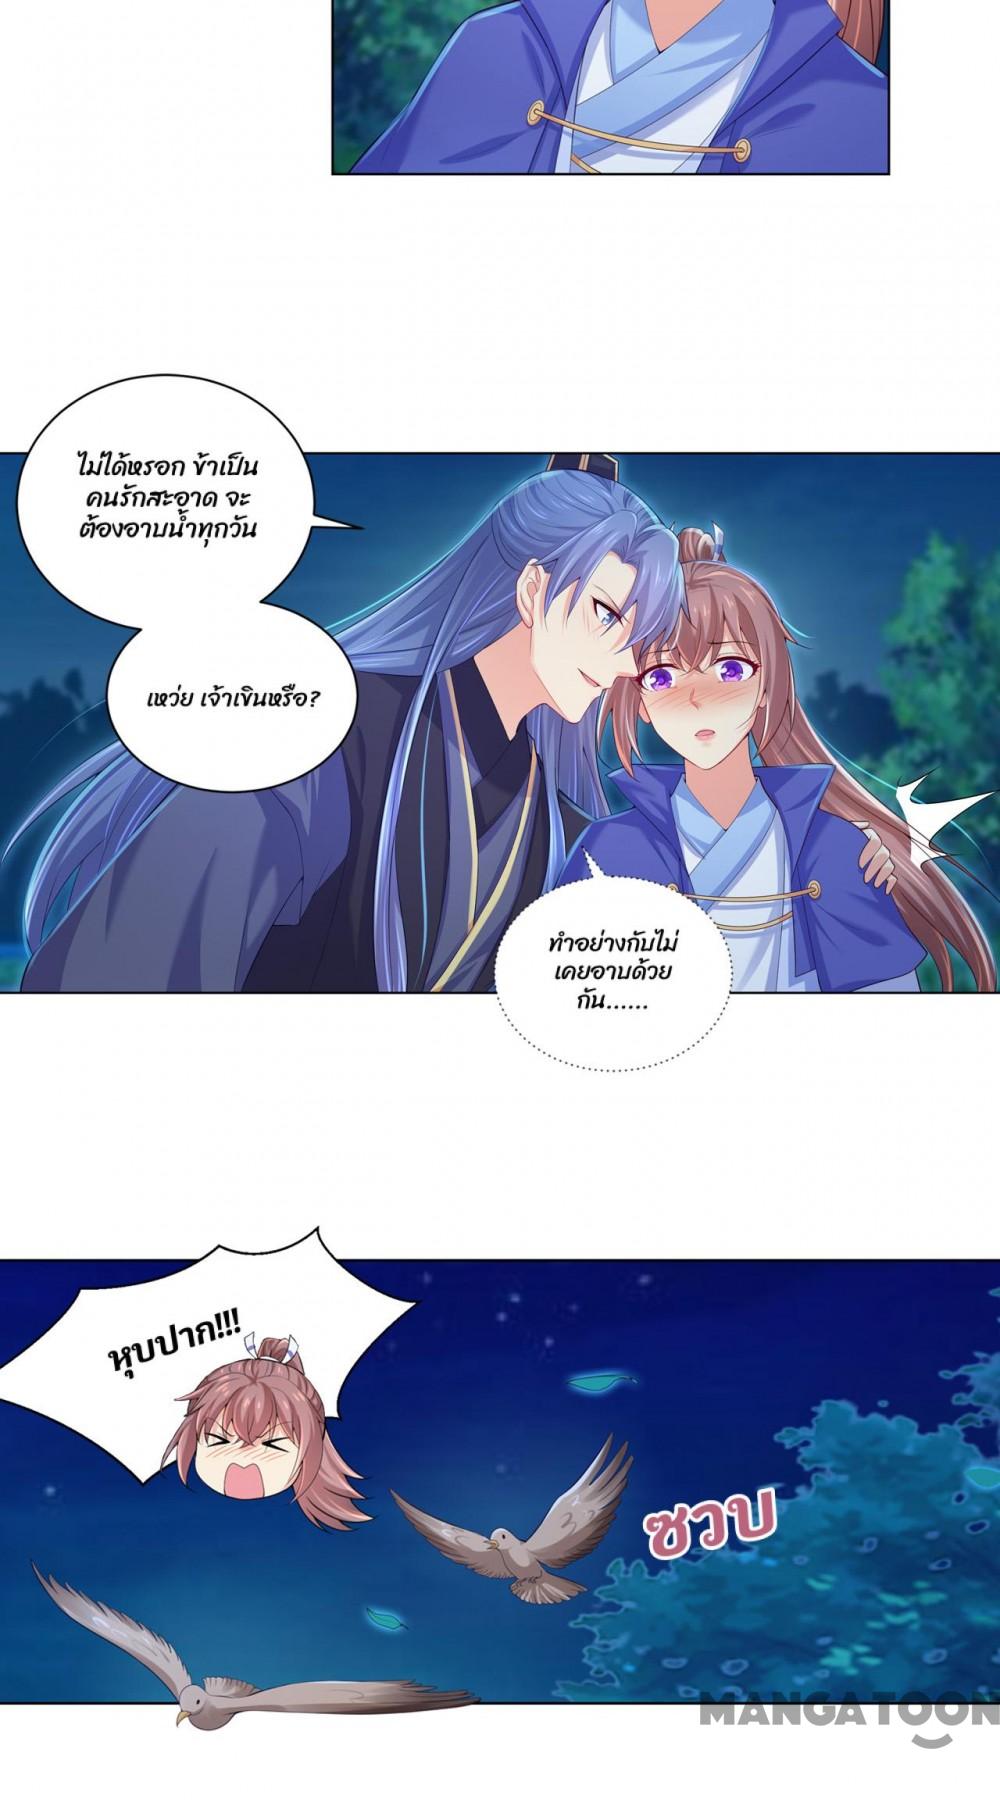 ไม่ได้หรอก ข้าเป็น
คนรักสะอาด จะ
ต้องอาบน้ำทุกวัน
เหว่ย เจ้าเขินหรือ?
ทำอย่างกับไม่
เคยอาบด้วย
กัน......
หุบปาก!!!
ซวบ
MANGATOON